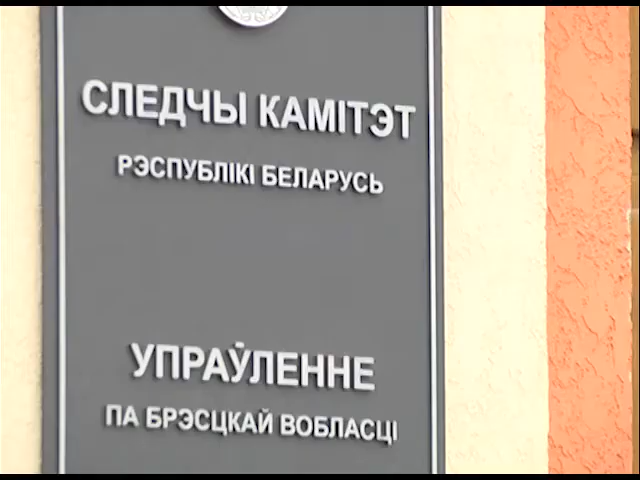 СЛЕДЧЫ КАМІТЭТ
РЭСПУБЛІКІ БЕЛАРУСЬ
УПРАЎЛЕННЕ
ПА БРЭСЦКАЙ ВОБЛАСЦІ